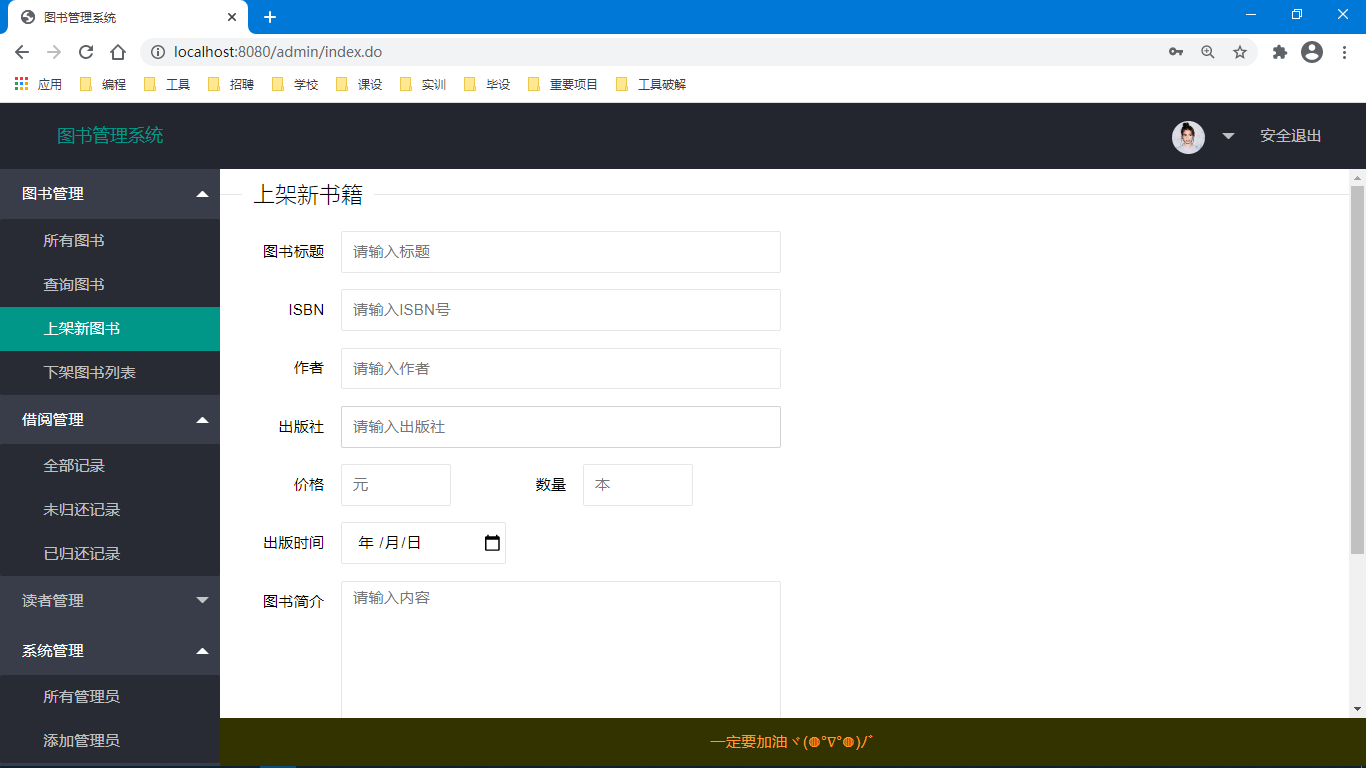 图书管理系统
localhost:8080/admin/index.do
应用 编程 工具 招聘 学校 课设 实训 毕设 重要项目 工具破解
图书管理系统 安全退出
图书管理
所有图书
查询图书
上架新图书
下架图书列表
借阅管理
全部记录
未归还记录
已归还记录
读者管理
系统管理
所有管理员
添加管理员
上架新书籍
图书标题 请输入标题
ISBN 请输入ISBN号
作者 请输入作者
出版社 请输入出版社
价格 元 数量 本
出版时间 年 /月/日
图书简介 请输入内容
一定要加油ヾ(◍°∇°◍)ﾉﾞ